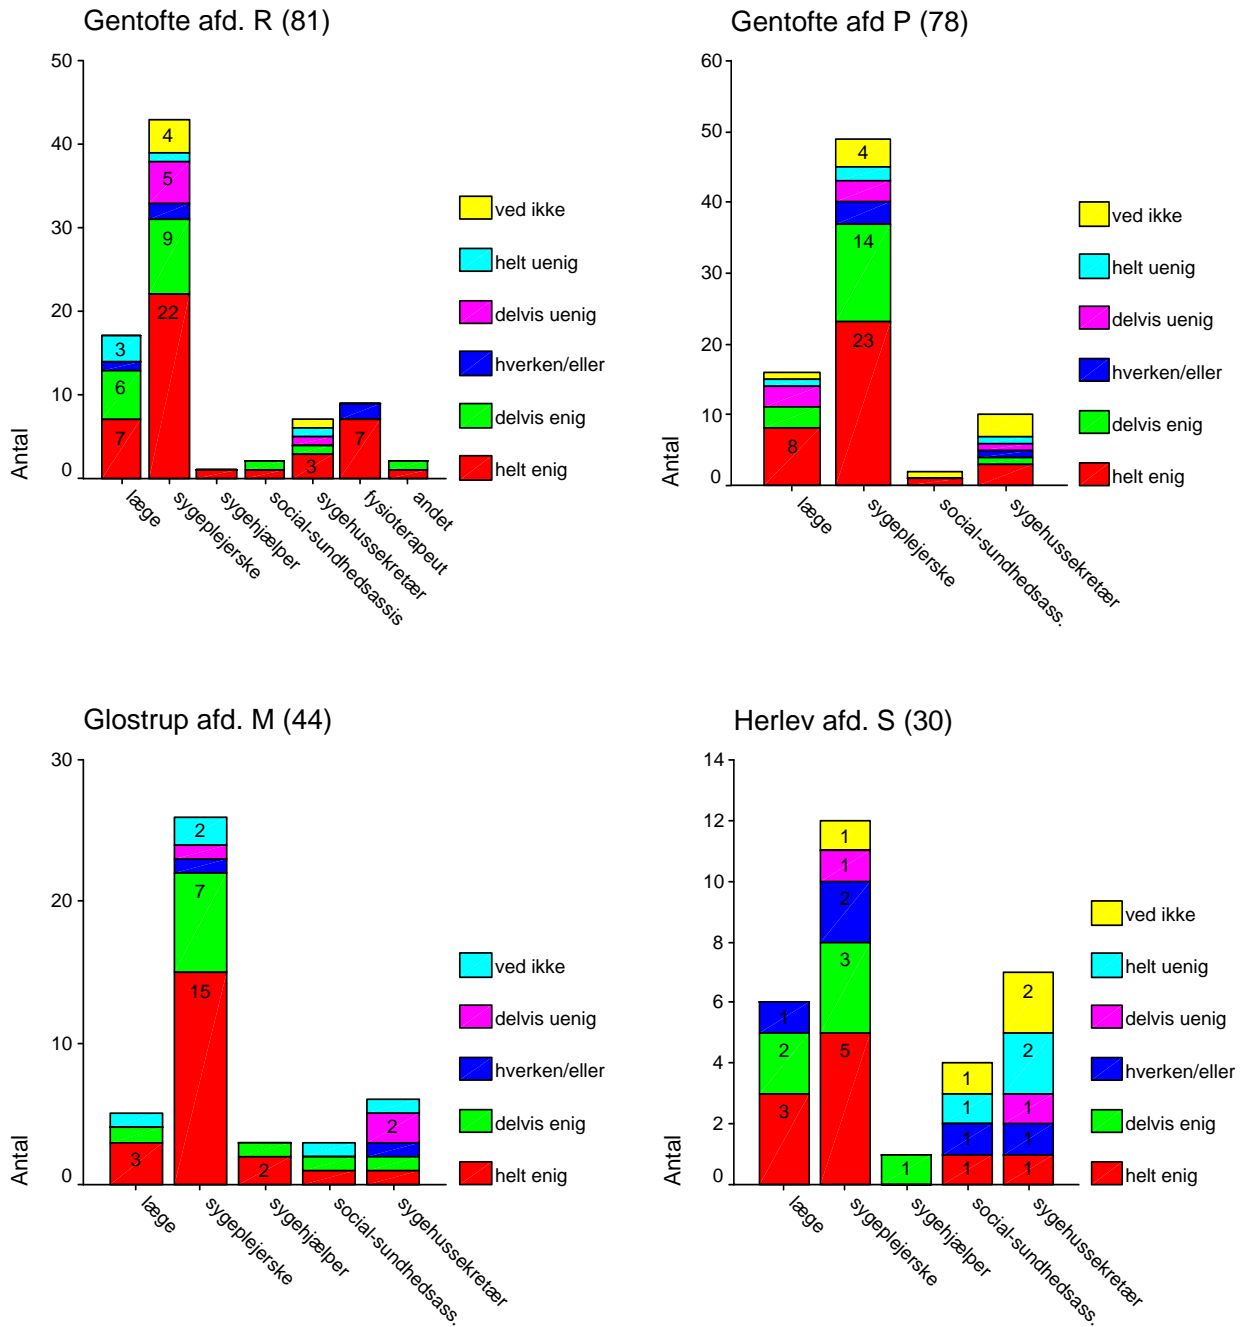 Gentofte afd. R (81)
50
40
30
20
10
0
Antal
4
5
9
22
3
6
7
3
7
læge
sygeplejerske
sygehjælper
social-sundhedsassis
sygehussekretær
fysioterapeut
andet
ved ikke
helt uenig
delvis uenig
hverken/eller
delvis enig
helt enig
Gentofte afd P (78)
60
50
40
30
20
10
0
Antal
4
14
23
8
læge
sygeplejerske
social-sundhedsass.
sygehussekretær
ved ikke
helt uenig
delvis uenig
hverken/eller
delvis enig
helt enig
Glostrup afd. M (44)
30
20
10
0
Antal
2
7
15
3
2
2
læge
sygeplejerske
sygehjælper
social-sundhedsass.
sygehussekretær
ved ikke
delvis uenig
hverken/eller
delvis enig
helt enig
Herlev afd. S (30)
14
12
10
8
6
4
2
0
Antal
1
2
3
1
1
2
3
5
1
1
1
1
1
2
2
1
1
1
læge
sygeplejerske
sygehjælper
social-sundhedsass.
sygehussekretær
ved ikke
helt uenig
delvis uenig
hverken/eller
delvis enig
helt enig